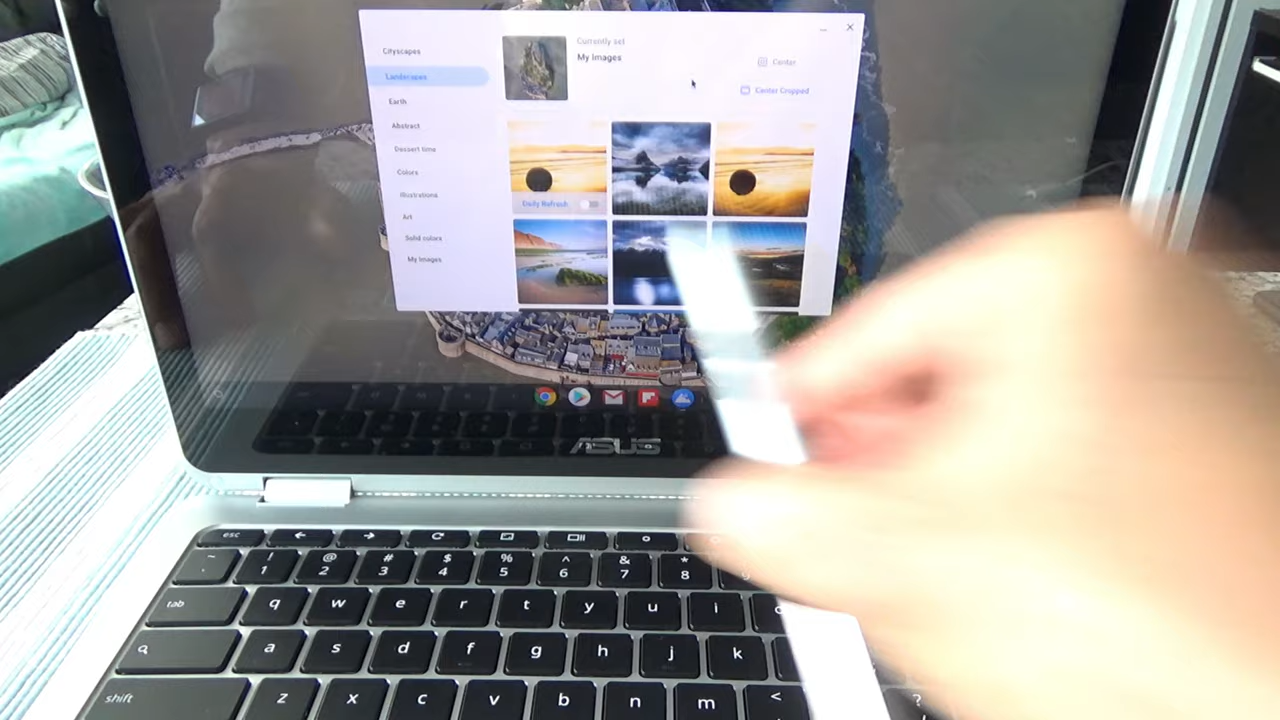 Currently set
My Images
Center
Center Cropped
Cityscapes
Landscapes
Earth
Abstract
Dessert time
Colors
Illustrations
Art
Solid colors
My Images
Daily Refresh
ASUS
esc
~ ! 1 @ 2 # 3 $ 4 % 5 ^ 6 & 7 * 8 9
tab q w e r t y u i
a s d f g h j k
shift z x c v b n m < ?